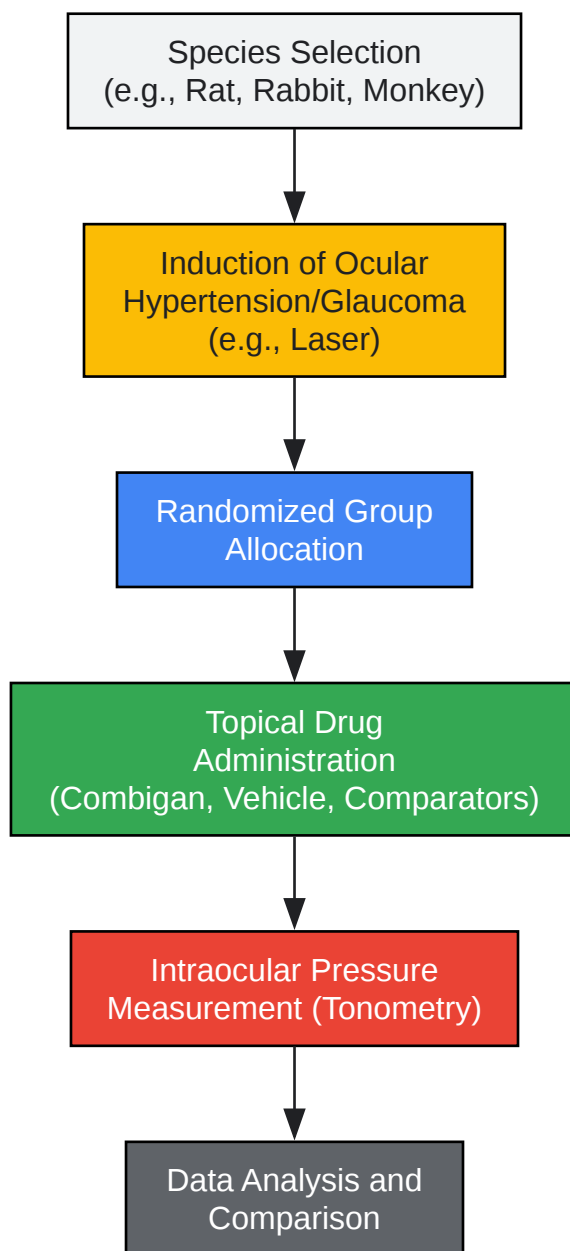 Species Selection
(e.g., Rat, Rabbit, Monkey)
Induction of Ocular
Hypertension/Glaucoma
(e.g., Laser)
Randomized Group
Allocation
Topical Drug
Administration
(Combigan, Vehicle, Comparators)
Intraocular Pressure
Measurement (Tonometry)
Data Analysis and
Comparison